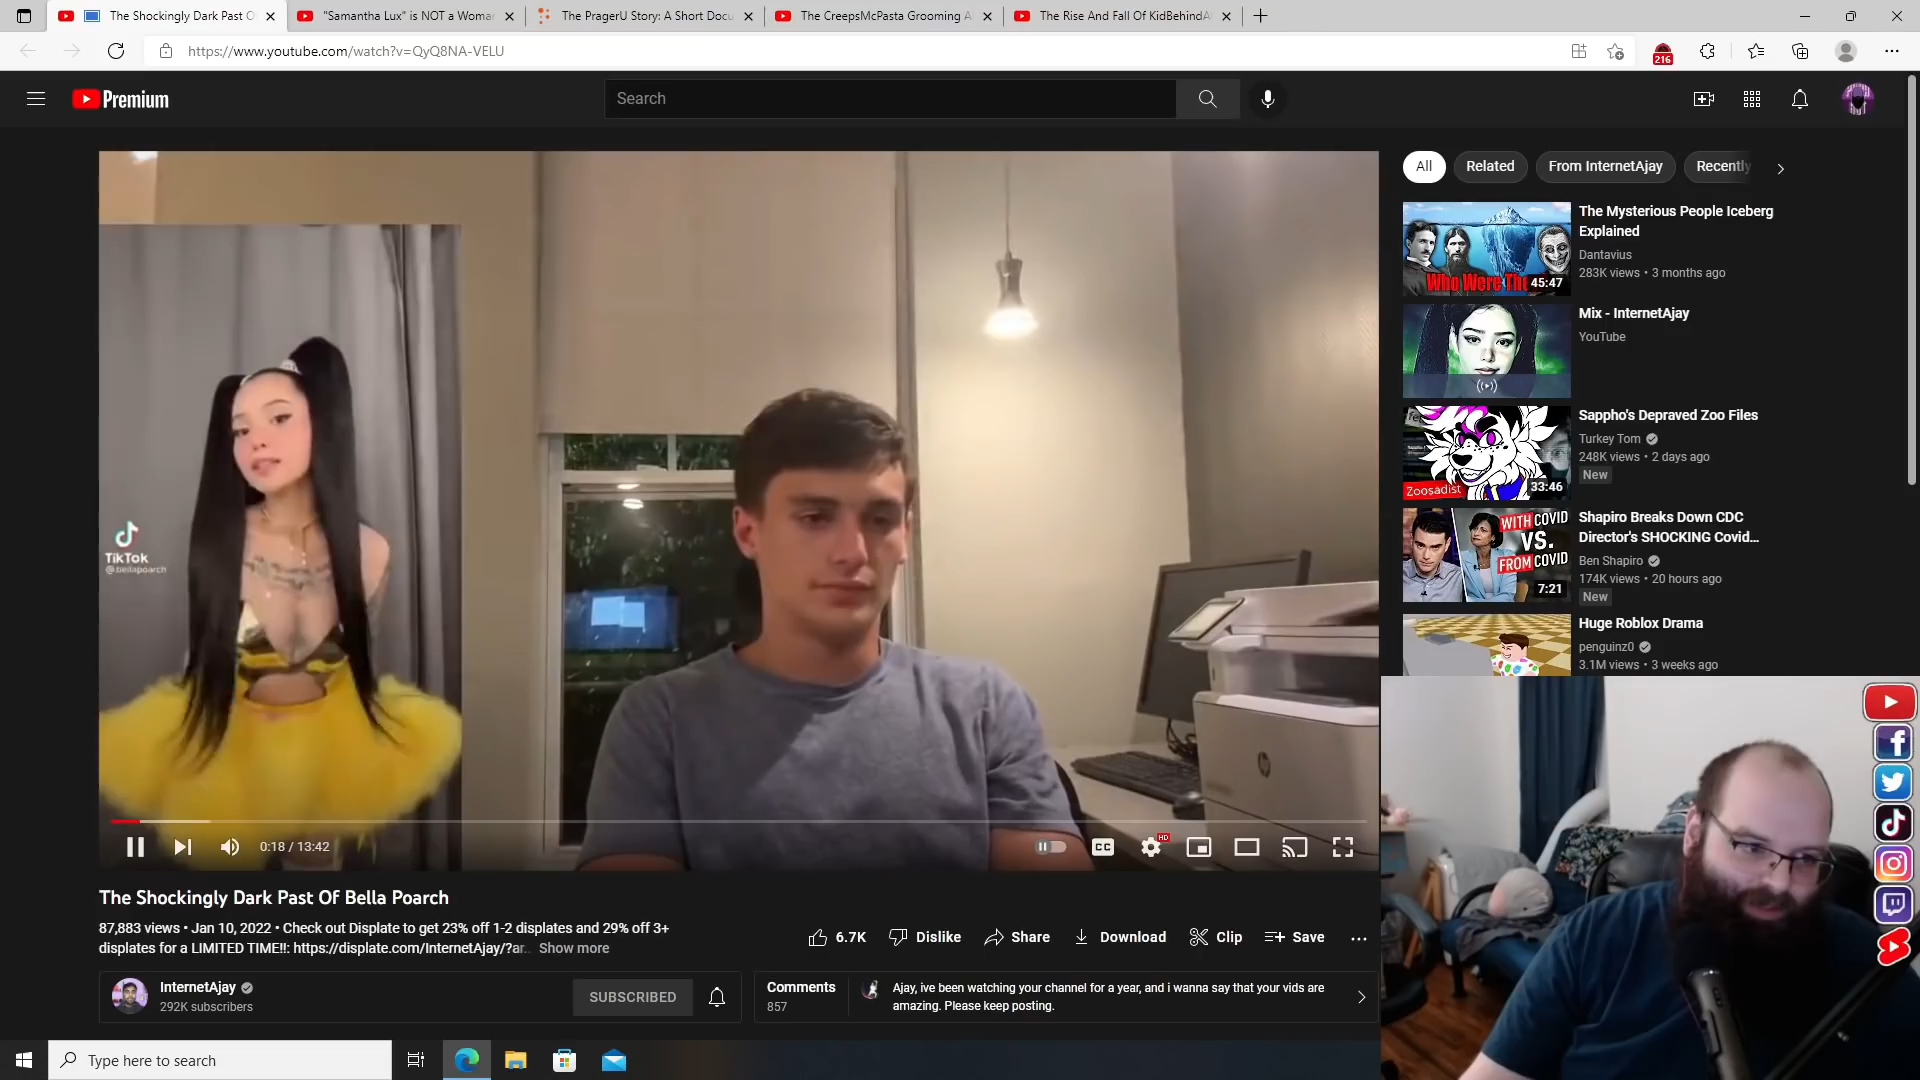 The Shockingly Dark Past O
"Samantha Lux" is NOT a Woma
The PragerU Story: A Short Docu
The CreepsMcPasta Grooming A
The Rise And Fall Of KidBehindA
https://www.youtube.com/watch?v=QyQ8NA-VELU
216
Premium
Search
All
Related
From InternetAjay
Recently
The Mysterious People Iceberg
Explained
Dantavius
283K views • 3 months ago
Who Were The
45:47
Mix - InternetAjay
YouTube
Sappho's Depraved Zoo Files
Turkey Tom
248K views • 2 days ago
New
Zoosadist
33:46
WITH COVID
VS.
FROM COVID
7:21
Shapiro Breaks Down CDC
Director's SHOCKING Covid...
Ben Shapiro
174K views • 20 hours ago
New
Huge Roblox Drama
penguinz0
3.1M views • 3 weeks ago
TikTok
@bellapoarch
0:18 / 13:42
CC
HD
The Shockingly Dark Past Of Bella Poarch
87,883 views • Jan 10, 2022 • Check out Displate to get 23% off 1-2 displates and 29% off 3+
displates for a LIMITED TIME!!: https://displate.com/InternetAjay/?ar... Show more
6.7K
Dislike
Share
Download
Clip
Save
InternetAjay
292K subscribers
SUBSCRIBED
Comments
857
Ajay, ive been watching your channel for a year, and i wanna say that your vids are
amazing. Please keep posting.
Type here to search